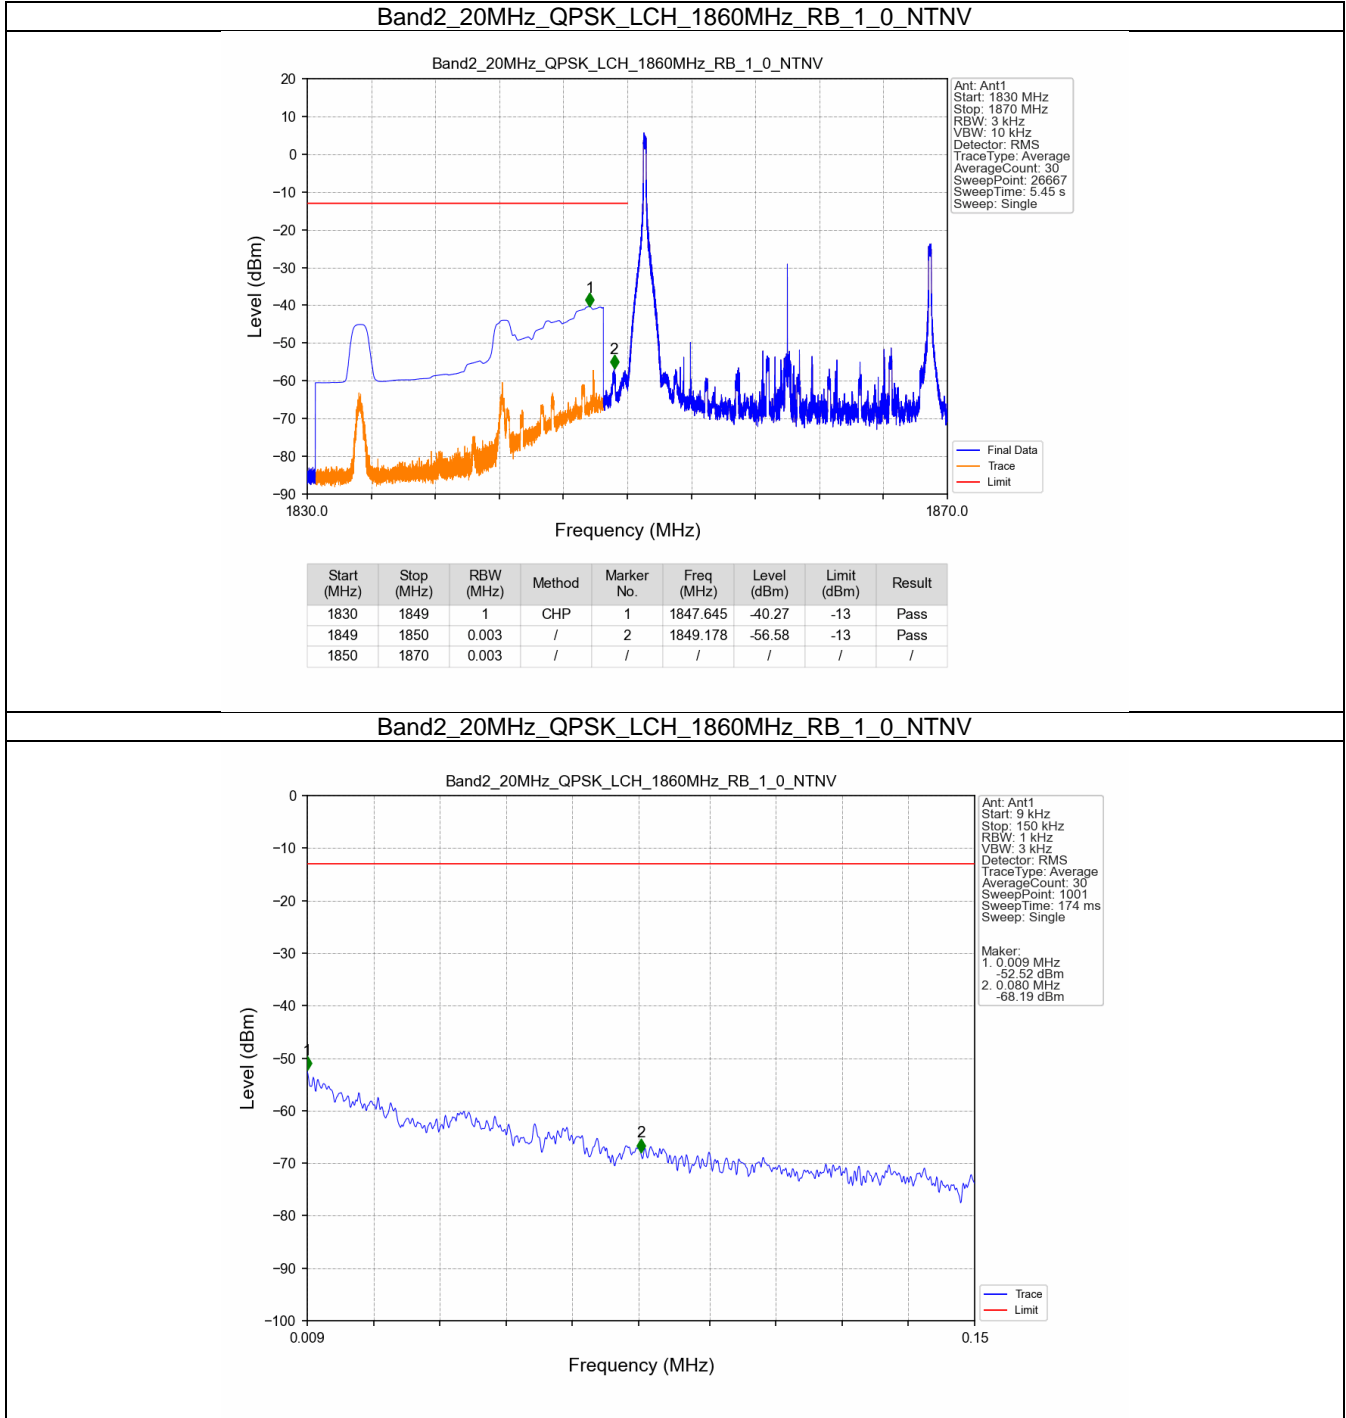 Band2_20MHz_QPSK_LCH_1860MHz_RB_1_0_NTNV
Band2_20MHz_QPSK_LCH_1860MHz_RB_1_0_NTNV
20
10
0
−10
−20
−30
−40
−50
−60
−70
−80
−90
Level (dBm)
1
2
1830.0
1870.0
Frequency (MHz)
Ant: Ant1
Start: 1830 MHz
Stop: 1870 MHz
RBW: 3 kHz
VBW: 10 kHz
Detector: RMS
TraceType: Average
AverageCount: 30
SweepPoint: 26667
SweepTime: 5.45 s
Sweep: Single
Final Data
Trace
Limit
Start (MHz) Stop (MHz) RBW (MHz) Method Marker No. Freq (MHz) Level (dBm) Limit (dBm) Result
1830 1849 1 CHP 1 1847.645 -40.27 -13 Pass
1849 1850 0.003 / 2 1849.178 -56.58 -13 Pass
1850 1870 0.003 / / / / / /
Band2_20MHz_QPSK_LCH_1860MHz_RB_1_0_NTNV
Band2_20MHz_QPSK_LCH_1860MHz_RB_1_0_NTNV
0
−10
−20
−30
−40
−50
−60
−70
−80
−90
−100
Level (dBm)
1
2
0.009
0.15
Frequency (MHz)
Ant: Ant1
Start: 9 kHz
Stop: 150 kHz
RBW: 1 kHz
VBW: 3 kHz
Detector: RMS
TraceType: Average
AverageCount: 30
SweepPoint: 1001
SweepTime: 174 ms
Sweep: Single
Maker:
1. 0.009 MHz
-52.52 dBm
2. 0.080 MHz
-68.19 dBm
Trace
Limit